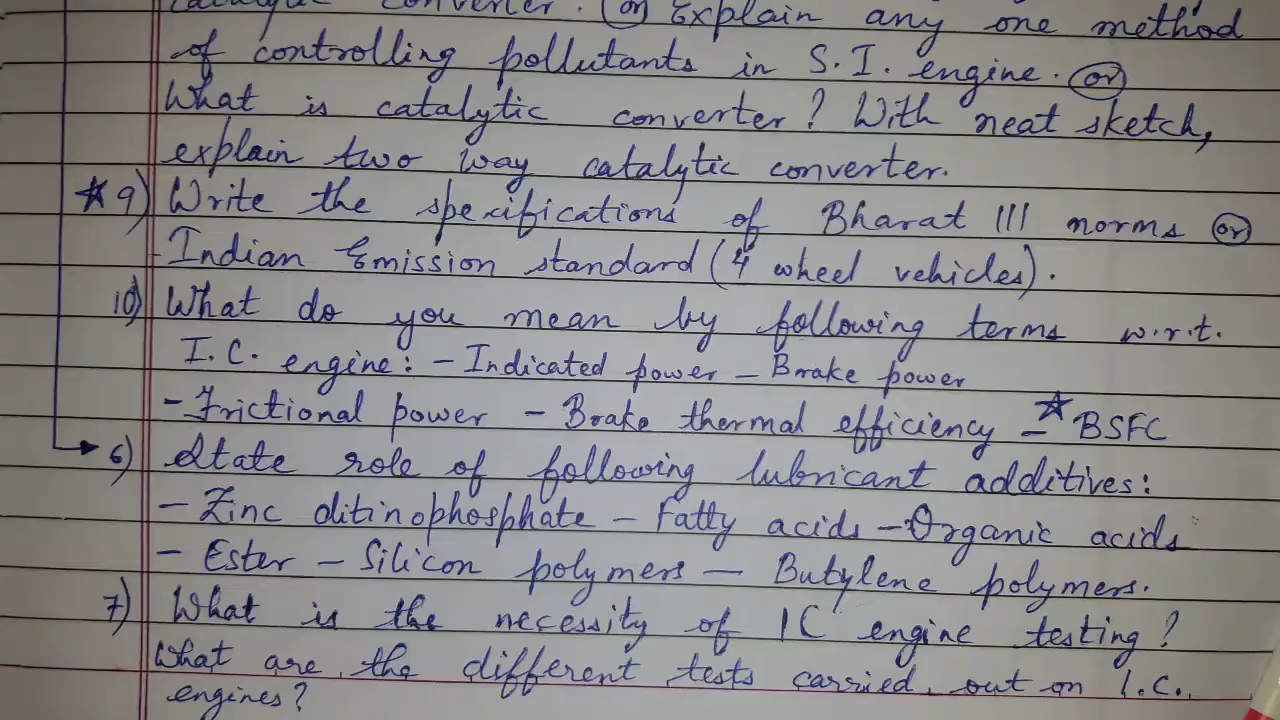 catalytic converter. (or) Explain any one method
of controlling pollutants in S.I. engine. (or)
What is catalytic converter? With neat sketch,
explain two way catalytic converter.
★ 9) Write the specifications of Bharat III norms (or)
Indian Emission standard (4 wheel vehicles).
10) What do you mean by following terms w.r.t.
I.C. engine: - Indicated power - Brake power
- Frictional power - Brake thermal efficiency - ★ BSFC
6) State role of following lubricant additives:
- Zinc ditinophosphate - Fatty acids - Organic acids
- Ester - Silicon polymers - Butylene polymers.
7) What is the necessity of IC engine testing?
What are the different tests carried out on I.C.
engines?